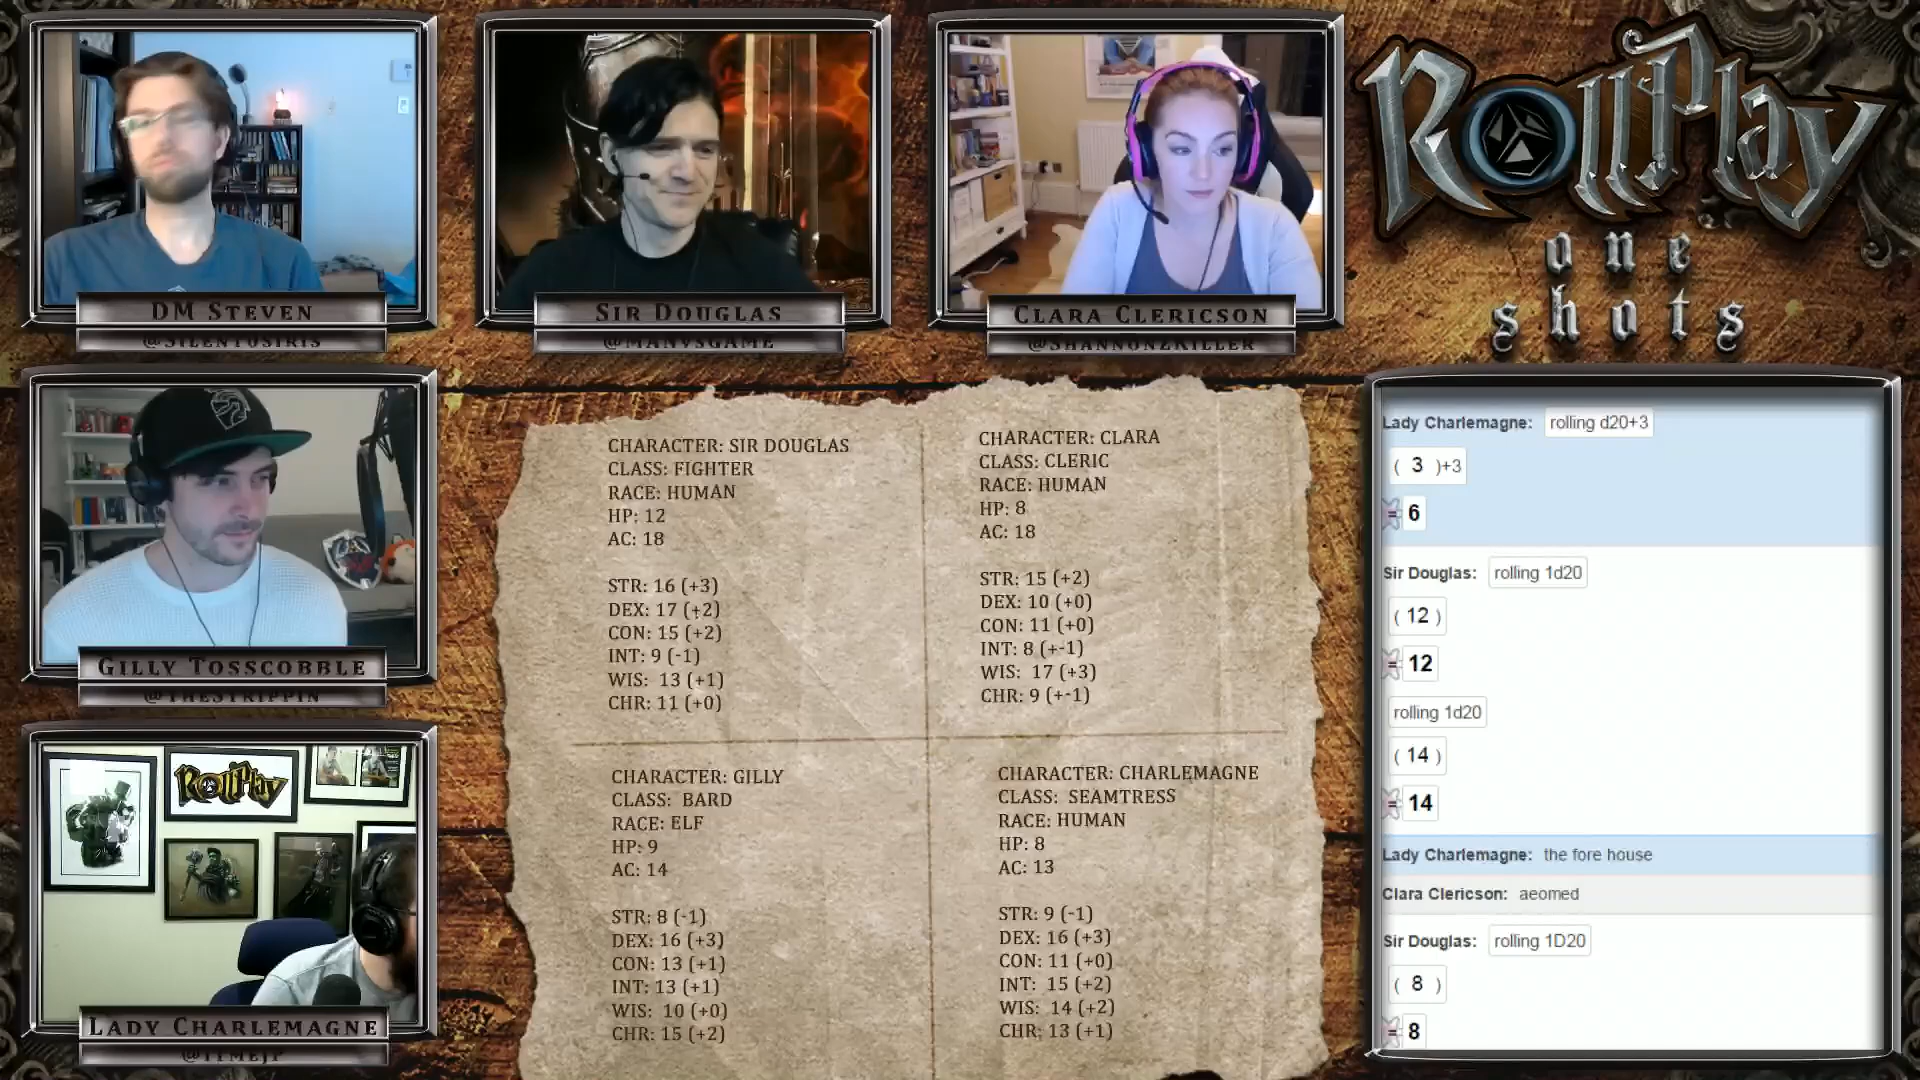 DM STEVEN
@SILENT0SIRIS
SIR DOUGLAS
@MANVSGAME
CLARA CLERICSON
@SHANNONZKILLER
RollPlay
one
shots
GILLY TOSSCOBBLE
@THESTRIPPIN
RollPlay
LADY CHARLEMAGNE
@ITMEJP
CHARACTER: SIR DOUGLAS
CLASS: FIGHTER
RACE: HUMAN
HP: 12
AC: 18
STR: 16 (+3)
DEX: 17 (+2)
CON: 15 (+2)
INT: 9 (-1)
WIS: 13 (+1)
CHR: 11 (+0)
CHARACTER: CLARA
CLASS: CLERIC
RACE: HUMAN
HP: 8
AC: 18
STR: 15 (+2)
DEX: 10 (+0)
CON: 11 (+0)
INT: 8 (+-1)
WIS: 17 (+3)
CHR: 9 (+-1)
CHARACTER: GILLY
CLASS: BARD
RACE: ELF
HP: 9
AC: 14
STR: 8 (-1)
DEX: 16 (+3)
CON: 13 (+1)
INT: 13 (+1)
WIS: 10 (+0)
CHR: 15 (+2)
CHARACTER: CHARLEMAGNE
CLASS: SEAMTRESS
RACE: HUMAN
HP: 8
AC: 13
STR: 9 (-1)
DEX: 16 (+3)
CON: 11 (+0)
INT: 15 (+2)
WIS: 14 (+2)
CHR; 13 (+1)
Lady Charlemagne: rolling d20+3
( 3 )+3
= 6
Sir Douglas: rolling 1d20
( 12 )
= 12
rolling 1d20
( 14 )
= 14
Lady Charlemagne: the fore house
Clara Clericson: aeomed
Sir Douglas: rolling 1D20
( 8 )
= 8